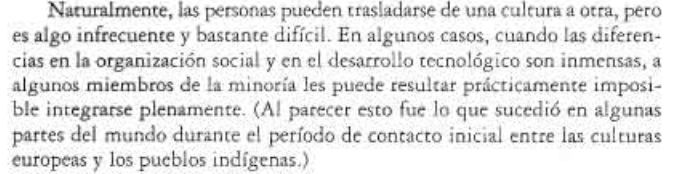 Naturalmente, las personas pueden trasladarse de una cultura a otra, pero
es algo infrecuente y bastante difícil. En algunos casos, cuando las diferen-
cias en la organización social y en el desarrollo tecnológico son inmensas, a
algunos miembros de la minoría les puede resultar prácticamente imposi-
ble integrarse plenamente. (Al parecer esto fue lo que sucedió en algunas
partes del mundo durante el período de contacto inicial entre las culturas
europeas y los pueblos indígenas.)